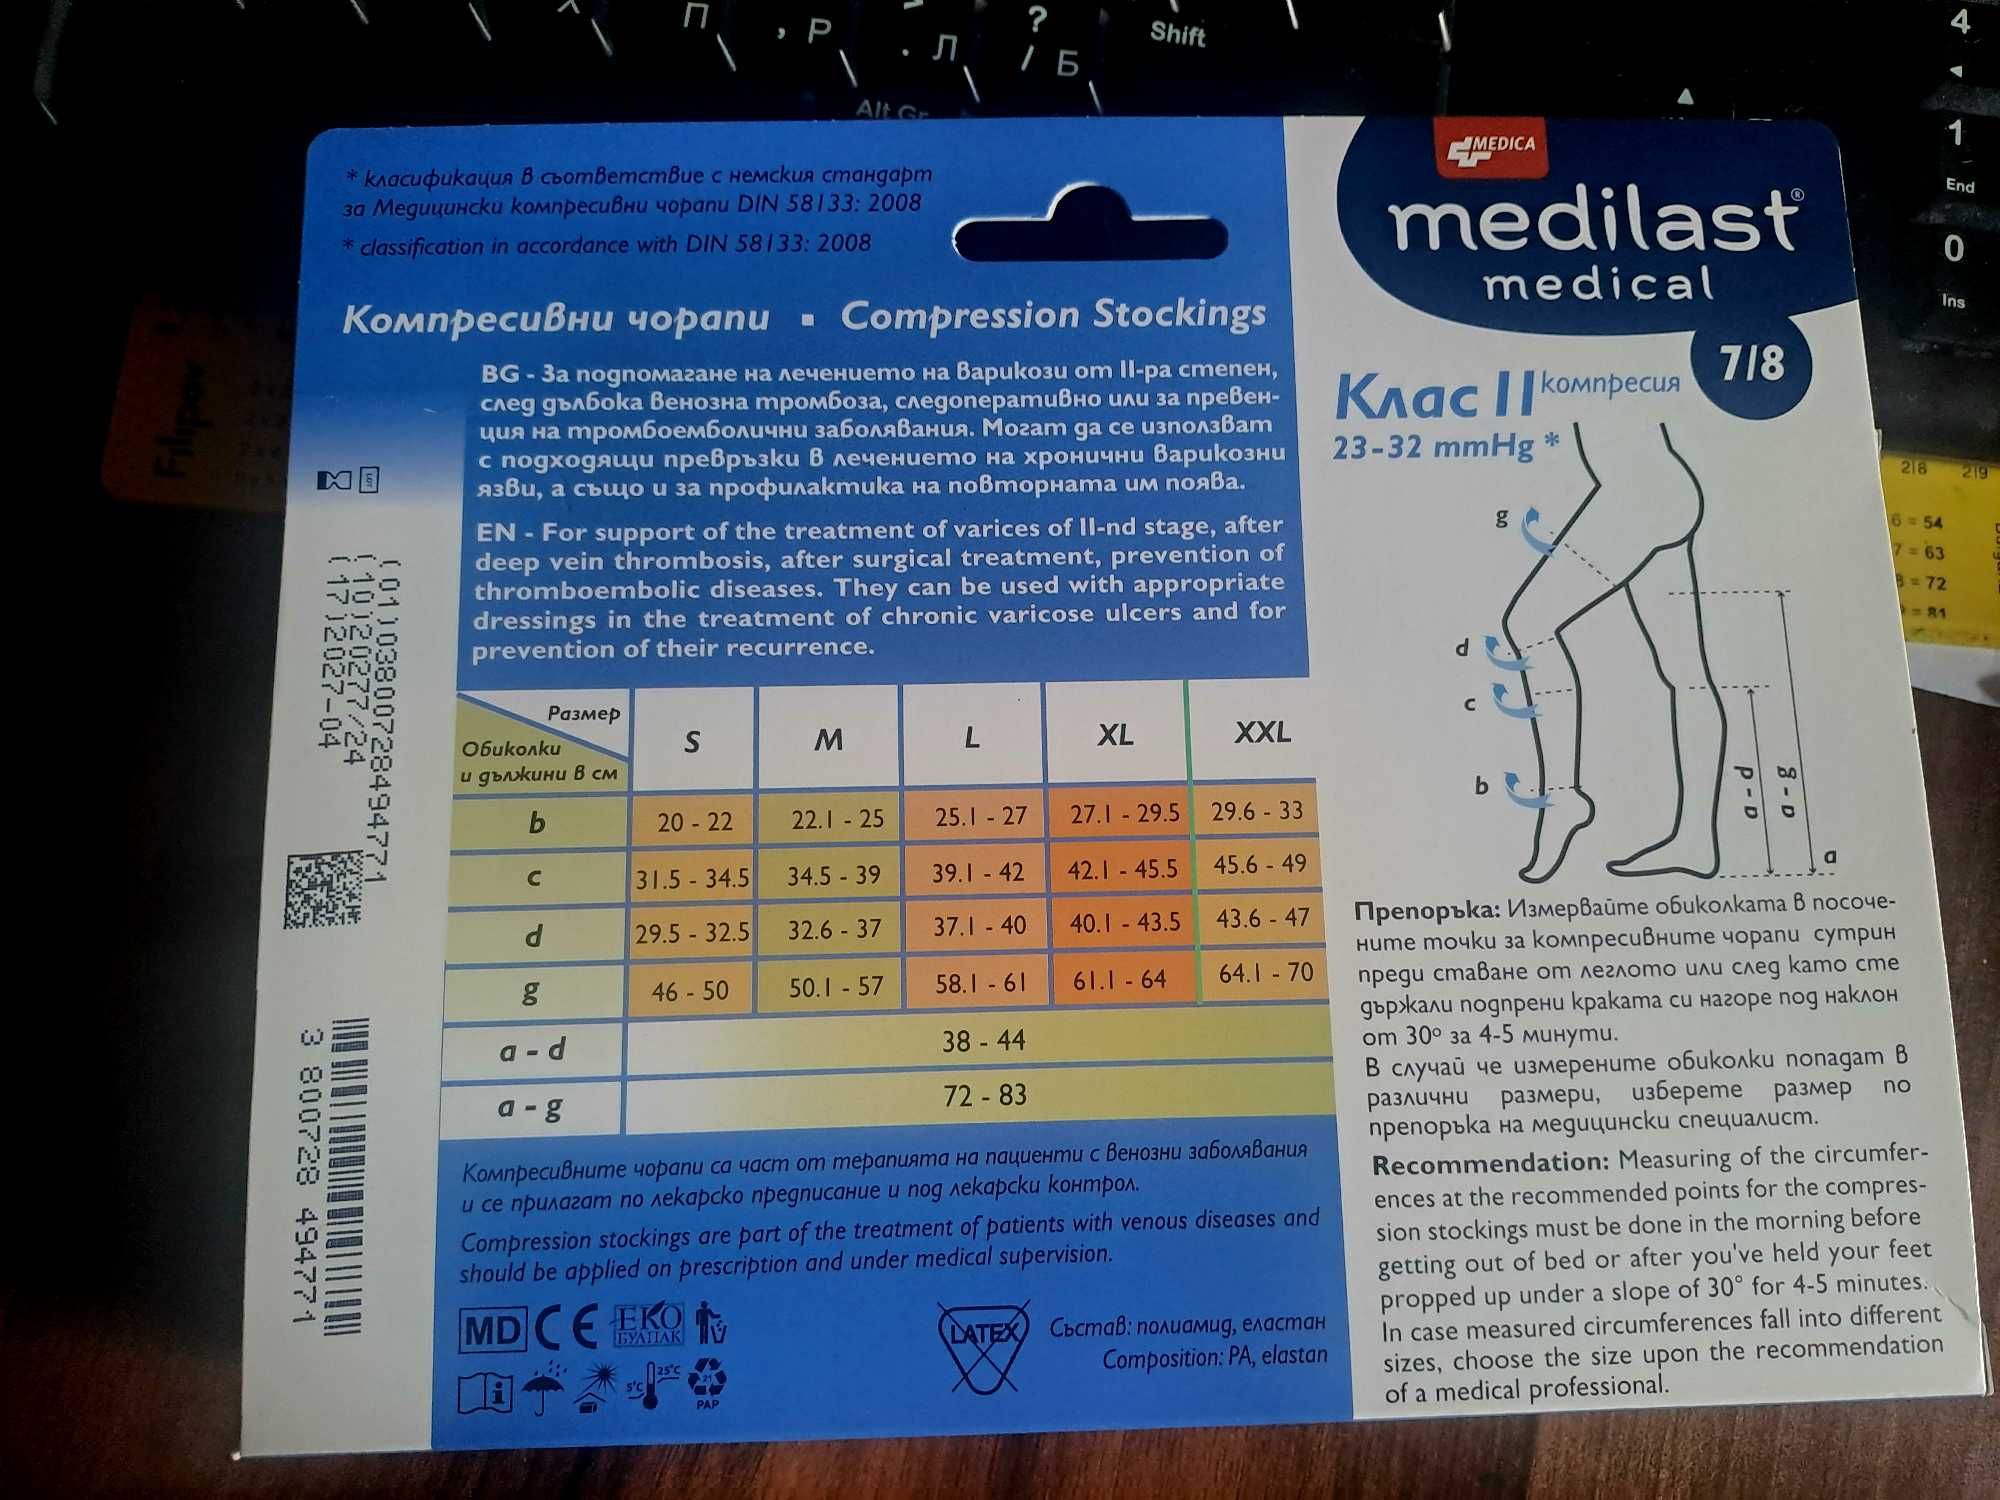 П
, Р
. Л
?
/ Б
Shift
Alt Gr
4
1
End
0
Ins
* класификация в съответствие с немския стандарт
за Медицински компресивни чорапи DIN 58133: 2008
* classification in accordance with DIN 58133: 2008
Компресивни чорапи ▪ Compression Stockings
BG - За подпомагане на лечението на варикози от II-ра степен,
след дълбока венозна тромбоза, следоперативно или за превен-
ция на тромбоемболични заболявания. Могат да се използват
с подходящи превръзки в лечението на хронични варикозни
язви, а също и за профилактика на повторната им поява.
EN - For support of the treatment of varices of II-nd stage, after
deep vein thrombosis, after surgical treatment, prevention of
thromboembolic diseases. They can be used with appropriate
dressings in the treatment of chronic varicose ulcers and for
prevention of their recurrence.
Размер
Обиколки
и дължини в см
S M L XL XXL
b 20 - 22 22.1 - 25 25.1 - 27 27.1 - 29.5 29.6 - 33
c 31.5 - 34.5 34.5 - 39 39.1 - 42 42.1 - 45.5 45.6 - 49
d 29.5 - 32.5 32.6 - 37 37.1 - 40 40.1 - 43.5 43.6 - 47
g 46 - 50 50.1 - 57 58.1 - 61 61.1 - 64 64.1 - 70
a - d 38 - 44
a - g 72 - 83
Компресивните чорапи са част от терапията на пациенти с венозни заболявания
и се прилагат по лекарско предписание и под лекарски контрол.
Compression stockings are part of the treatment of patients with venous diseases and
should be applied on prescription and under medical supervision.
MD CE ЕКО
БУЛПАК
5°C 25°C
21
PAP
LATEX
Състав: полиамид, еластан
Composition: PA, elastan
LOT
(01)03800728494771
(10)20277/24
(17)2027-04
3 800728 494771
MEDICA
medilast®
medical
7/8
Клас II компресия
23-32 mmHg *
g
d
c
b
a - d
a - g
a
Препоръка: Измервайте обиколката в посоче-
ните точки за компресивните чорапи сутрин
преди ставане от леглото или след като сте
държали подпрени краката си нагоре под наклон
от 30° за 4-5 минути.
В случай че измерените обиколки попадат в
различни размери, изберете размер по
препоръка на медицински специалист.
Recommendation: Measuring of the circumfer-
ences at the recommended points for the compres-
sion stockings must be done in the morning before
getting out of bed or after you've held your feet
propped up under a slope of 30° for 4-5 minutes.
In case measured circumferences fall into different
sizes, choose the size upon the recommendation
of a medical professional.
Filipov
218 219
6 = 54
7 = 63
8 = 72
= 81